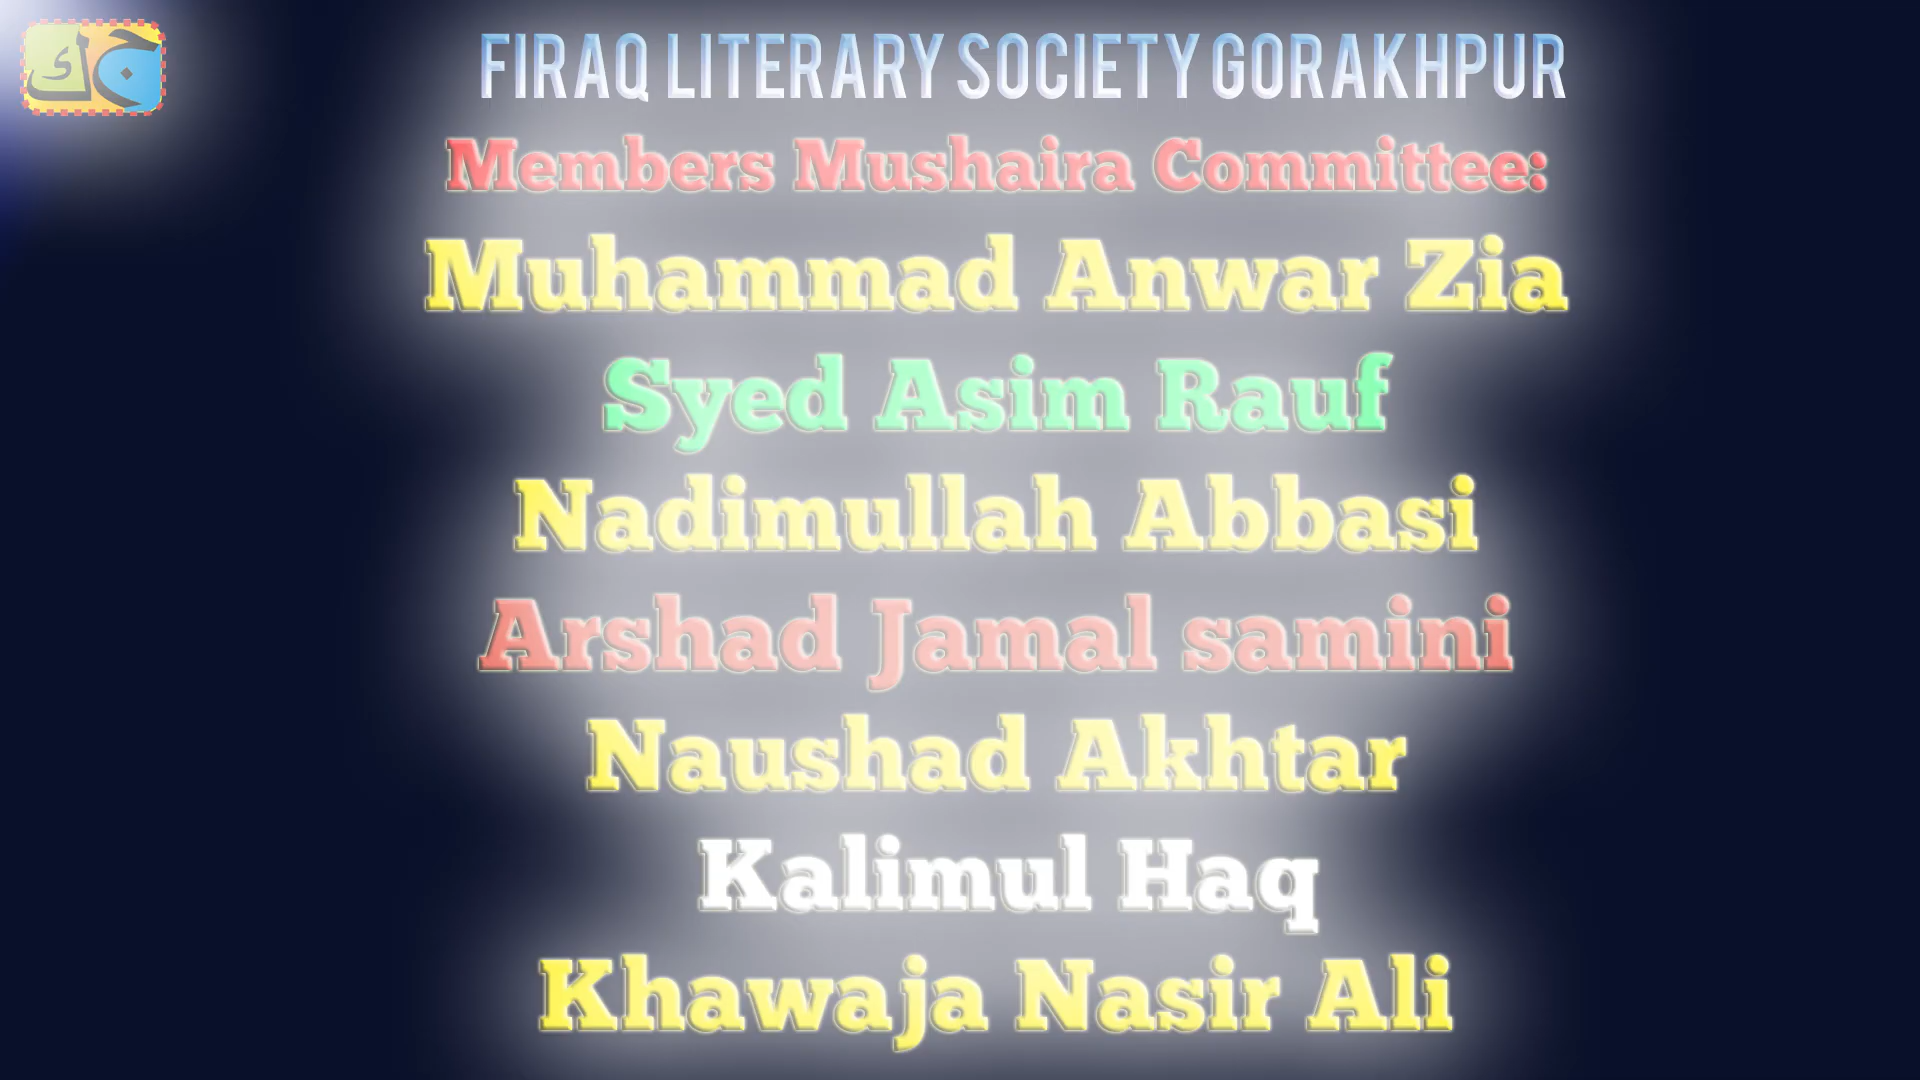 FIRAQ LITERARY SOCIETY GORAKHPUR
Members Mushaira Committee:
Muhammad Anwar Zia
Syed Asim Rauf
Nadimullah Abbasi
Arshad Jamal samini
Naushad Akhtar
Kalimul Haq
Khawaja Nasir Ali